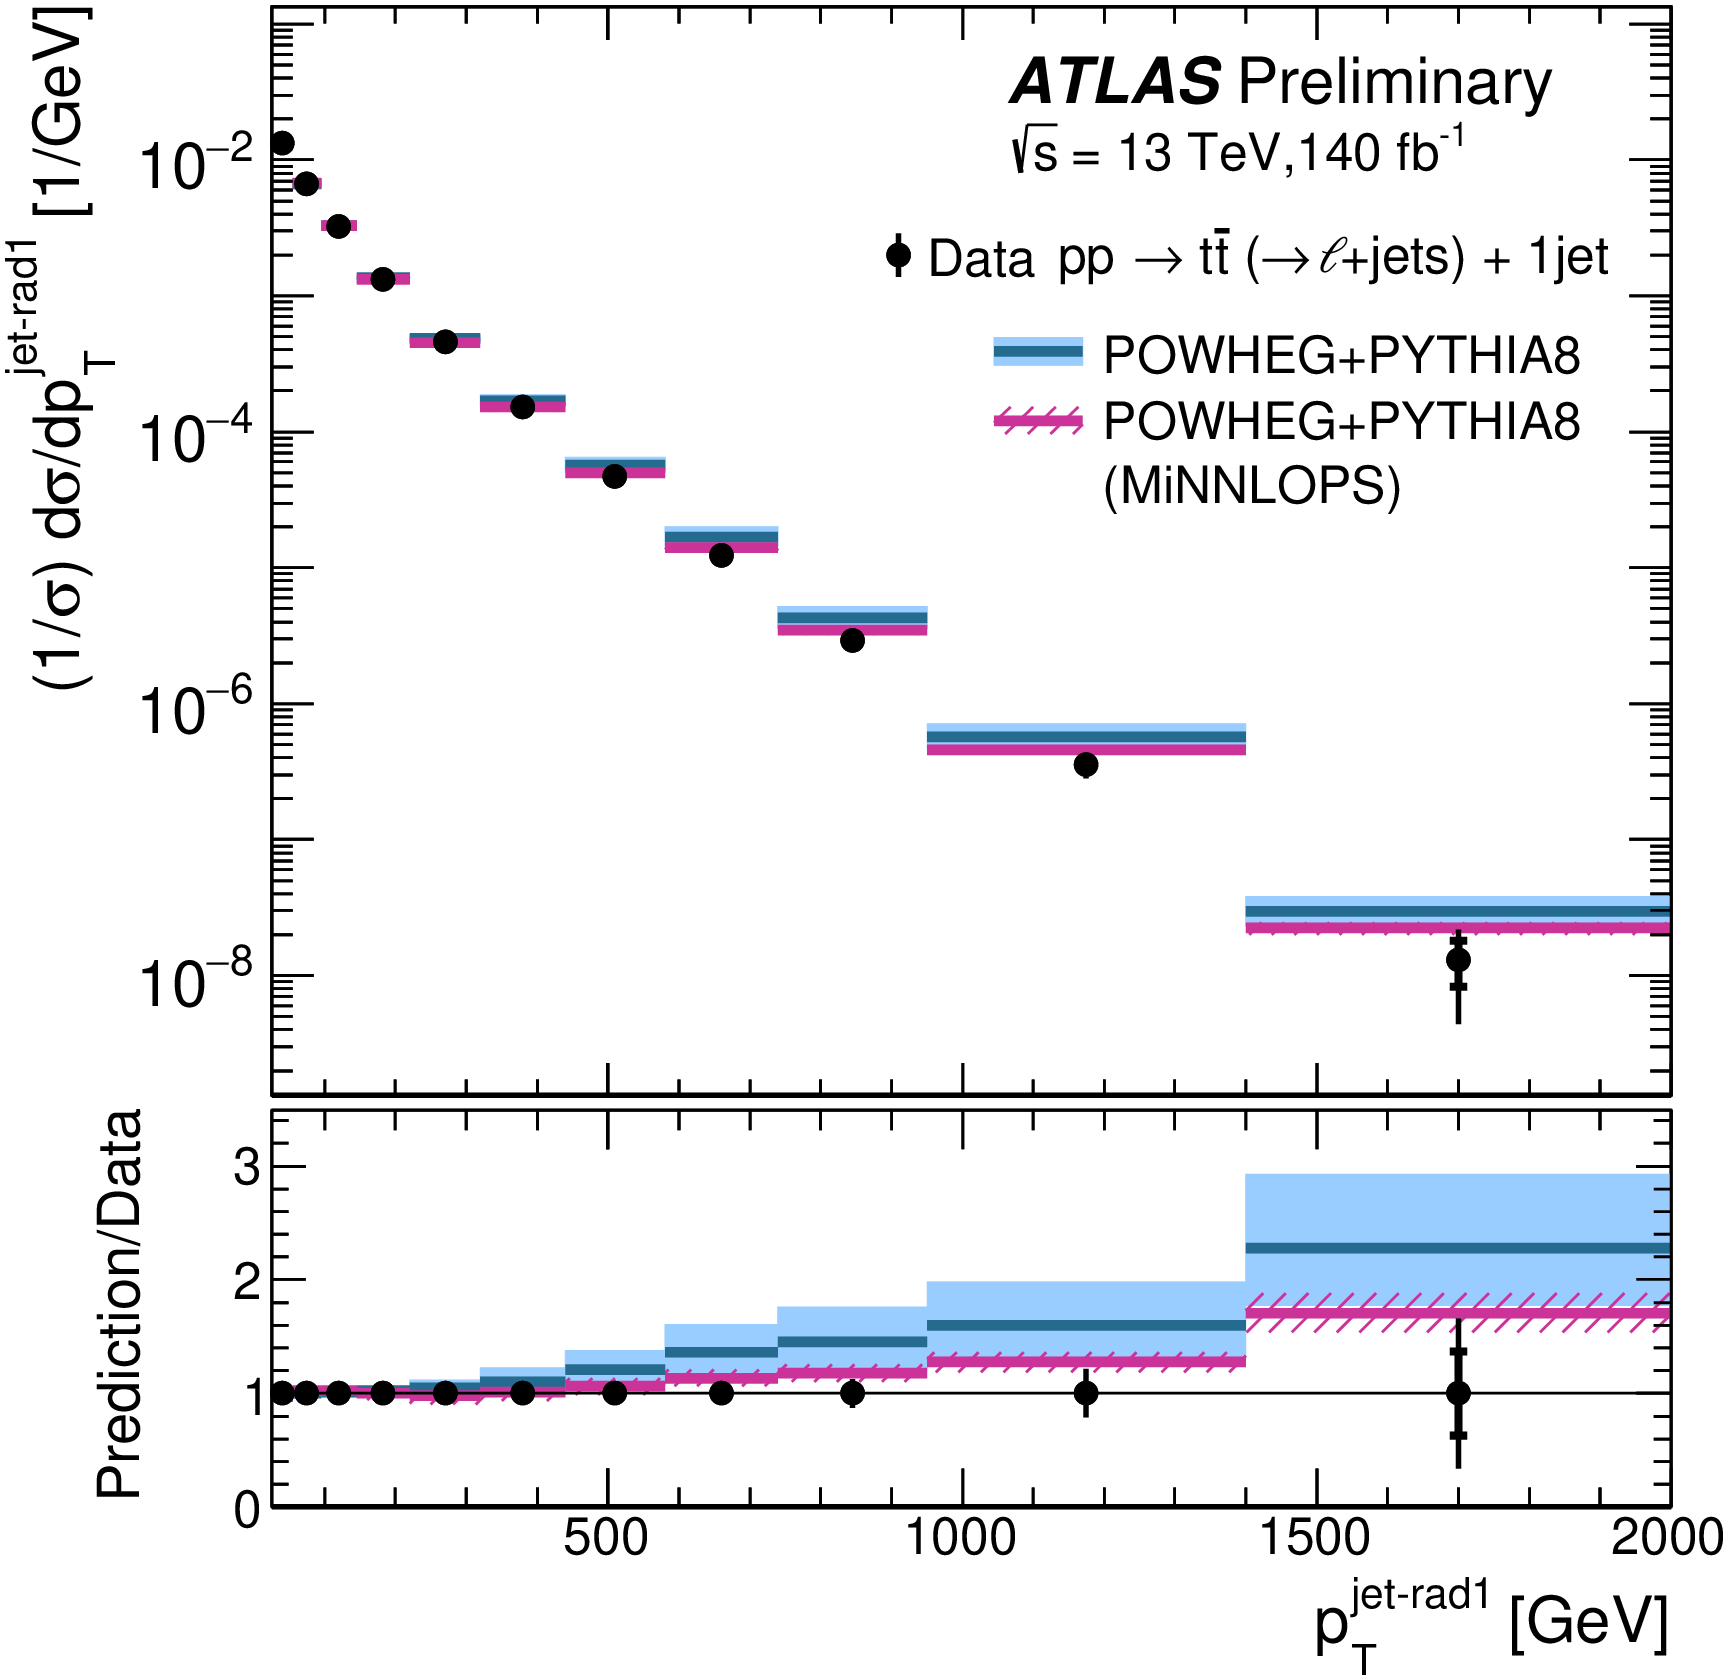 ATLAS Preliminary
√s = 13 TeV,140 fb⁻¹
Data pp → tt̄ (→ℓ+jets) + 1jet
POWHEG+PYTHIA8
POWHEG+PYTHIA8
(MiNNLOPS)
(1/σ) dσ/dp_T^jet-rad1 [1/GeV]
10⁻²
10⁻⁴
10⁻⁶
10⁻⁸
Prediction/Data
3
2
1
0
500 1000 1500 2000
p_T^jet-rad1 [GeV]